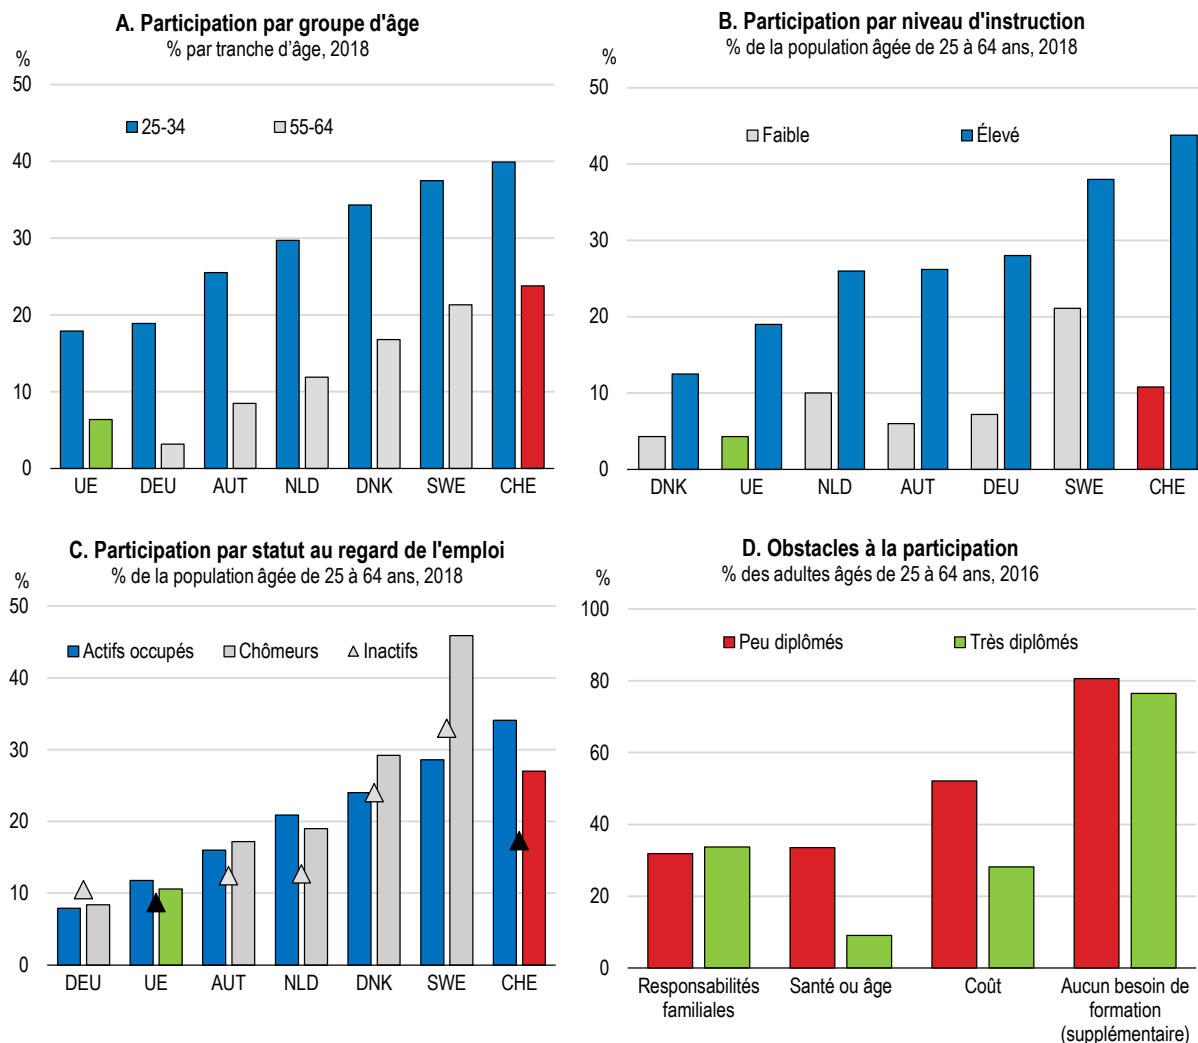 A. Participation par groupe d'âge
% par tranche d’âge, 2018
%
50
40
30
20
10
0
25-34
55-64
UE DEU AUT NLD DNK SWE CHE
B. Participation par niveau d'instruction
% de la population âgée de 25 à 64 ans, 2018
%
50
40
30
20
10
0
Faible
Élevé
DNK UE NLD AUT DEU SWE CHE
C. Participation par statut au regard de l'emploi
% de la population âgée de 25 à 64 ans, 2018
%
50
40
30
20
10
0
Actifs occupés
Chômeurs
Inactifs
DEU UE AUT NLD DNK SWE CHE
D. Obstacles à la participation
% des adultes âgés de 25 à 64 ans, 2016
%
100
80
60
40
20
0
Peu diplômés
Très diplômés
Responsabilités
familiales
Santé ou âge
Coût
Aucun besoin de
formation
(supplémentaire)